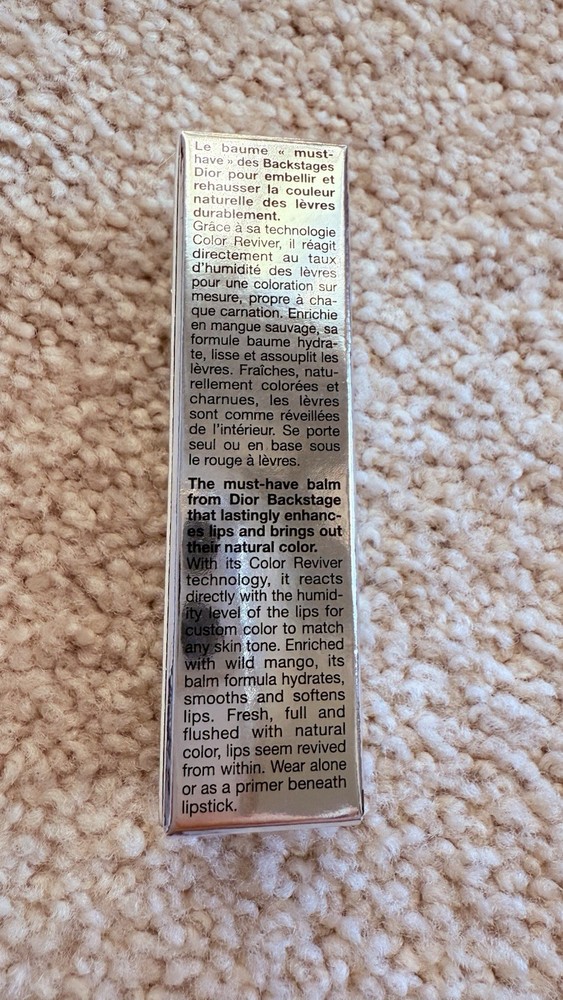 Le baume « must-
have » des Backstages
Dior pour embellir et
rehausser la couleur
naturelle des lèvres
durablement.
Grâce à sa technologie
Color Reviver, il réagit
directement au taux
d'humidité des lèvres
pour une coloration sur
mesure, propre à cha-
que carnation. Enrichie
en mangue sauvage, sa
formule baume hydra-
te, lisse et assouplit les
lèvres. Fraîches, natu-
rellement colorées et
charnues, les lèvres
sont comme réveillées
de l'intérieur. Se porte
seul ou en base sous
le rouge à lèvres.
The must-have balm
from Dior Backstage
that lastingly enhanc-
es lips and brings out
their natural color.
With its Color Reviver
technology, it reacts
directly with the humid-
ity level of the lips for
custom color to match
any skin tone. Enriched
with wild mango, its
balm formula hydrates,
smooths and softens
lips. Fresh, full and
flushed with natural
color, lips seem revived
from within. Wear alone
or as a primer beneath
lipstick.